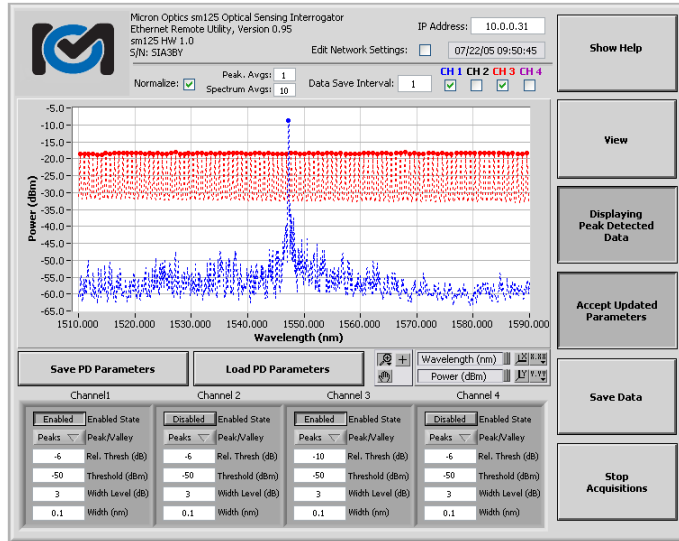 Micron Optics sm125 Optical Sensing Interrogator
Ethernet Remote Utility, Version 0.95
sm125 HW 1.0
S/N: SIA3BY
IP Address: 10.0.0.31
Edit Network Settings: 07/22/05 09:50:45
Normalize: Peak. Avgs: 1
Spectrum Avgs: 10
Data Save Interval: 1
CH 1 CH 2 CH 3 CH 4
Show Help
View
Displaying
Peak Detected
Data
Accept Updated
Parameters
Save Data
Stop
Acquisitions
Power (dBm)
-5.0
-10.0
-15.0
-20.0
-25.0
-30.0
-35.0
-40.0
-45.0
-50.0
-55.0
-60.0
-65.0
1510.000 1520.000 1530.000 1540.000 1550.000 1560.000 1570.000 1580.000 1590.000
Wavelength (nm)
Save PD Parameters
Load PD Parameters
Wavelength (nm)
Power (dBm)
Channel1
Enabled Enabled State
Peaks Peak/Valley
-6 Rel. Thresh (dB)
-50 Threshold (dBm)
3 Width Level (dB)
0.1 Width (nm)
Channel 2
Disabled Enabled State
Peaks Peak/Valley
-6 Rel. Thresh (dB)
-50 Threshold (dBm)
3 Width Level (dB)
0.1 Width (nm)
Channel 3
Enabled Enabled State
Peaks Peak/Valley
-10 Rel. Thresh (dB)
-50 Threshold (dBm)
3 Width Level (dB)
0.1 Width (nm)
Channel 4
Disabled Enabled State
Peaks Peak/Valley
-6 Rel. Thresh (dB)
-50 Threshold (dBm)
3 Width Level (dB)
0.1 Width (nm)